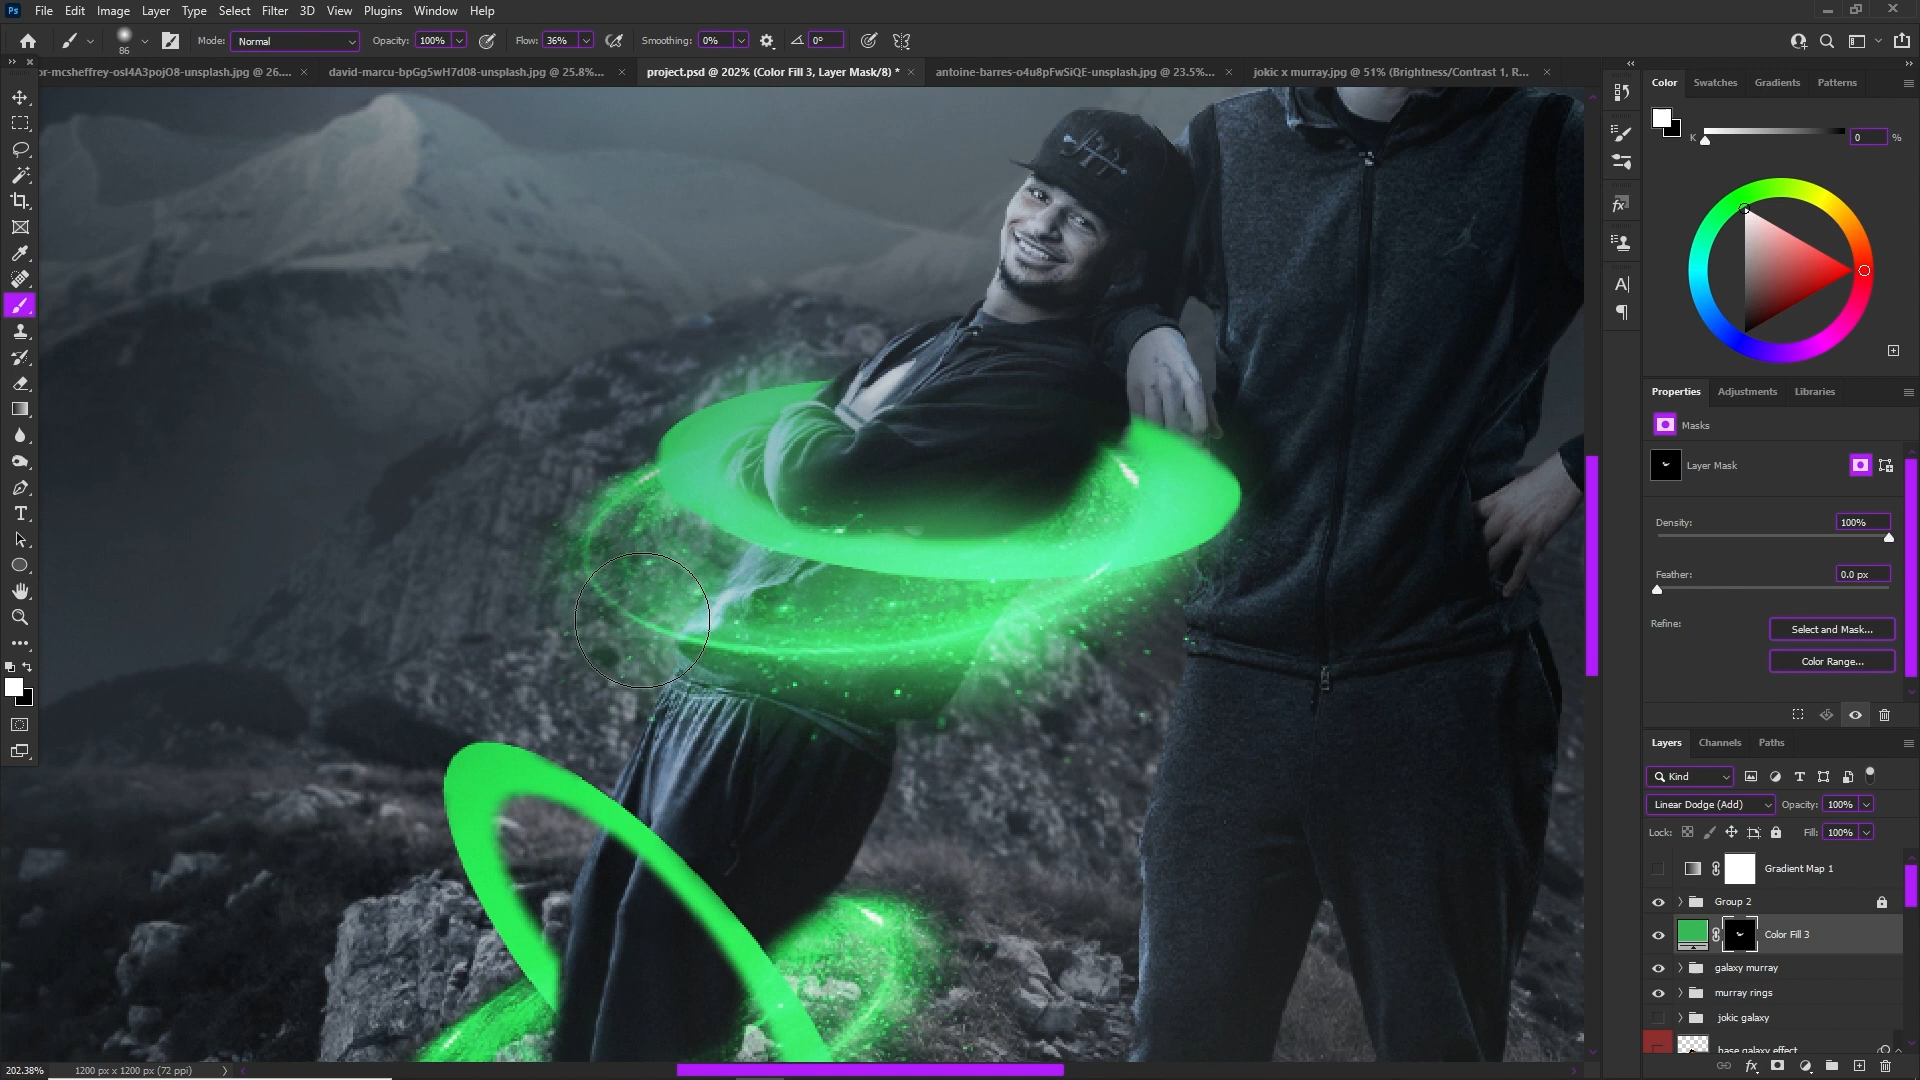 Ps File Edit Image Layer Type Select Filter 3D View Plugins Window Help
86 Mode: Normal Opacity: 100% Flow: 36% Smoothing: 0% 0°
or-mcsheffrey-osI4A3pojO8-unsplash.jpg @ 26.... david-marcu-bpGg5wH7d08-unsplash.jpg @ 25.8%... project.psd @ 202% (Color Fill 3, Layer Mask/8) * antoine-barres-o4u8pFwSiQE-unsplash.jpg @ 23.5%... jokic x murray.jpg @ 51% (Brightness/Contrast 1, R...
Color Swatches Gradients Patterns
K 0 %
Properties Adjustments Libraries
Masks
Layer Mask
Density: 100%
Feather: 0.0 px
Refine: Select and Mask...
Color Range...
Layers Channels Paths
Kind
Linear Dodge (Add) Opacity: 100%
Lock: Fill: 100%
Gradient Map 1
Group 2
Color Fill 3
galaxy murray
murray rings
jokic galaxy
base galaxy effect
202.38% 1200 px x 1200 px (72 ppi)